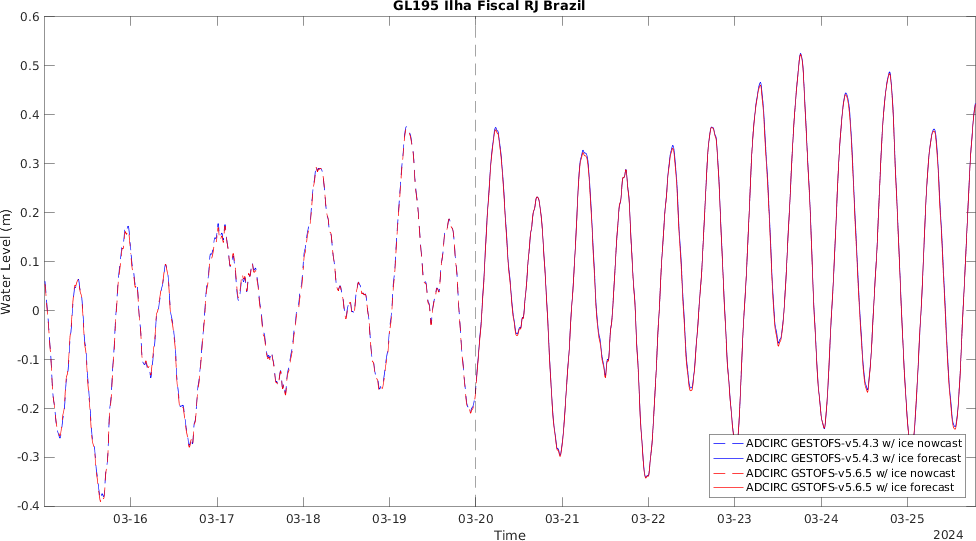 GL195 Ilha Fiscal RJ Brazil
0.6
0.5
0.4
0.3
0.2
0.1
0
-0.1
-0.2
-0.3
-0.4
Water Level (m)
ADCIRC GESTOFS-v5.4.3 w/ ice nowcast
ADCIRC GESTOFS-v5.4.3 w/ ice forecast
ADCIRC GSTOFS-v5.6.5 w/ ice nowcast
ADCIRC GSTOFS-v5.6.5 w/ ice forecast
03-16 03-17 03-18 03-19 03-20 03-21 03-22 03-23 03-24 03-25
Time
2024